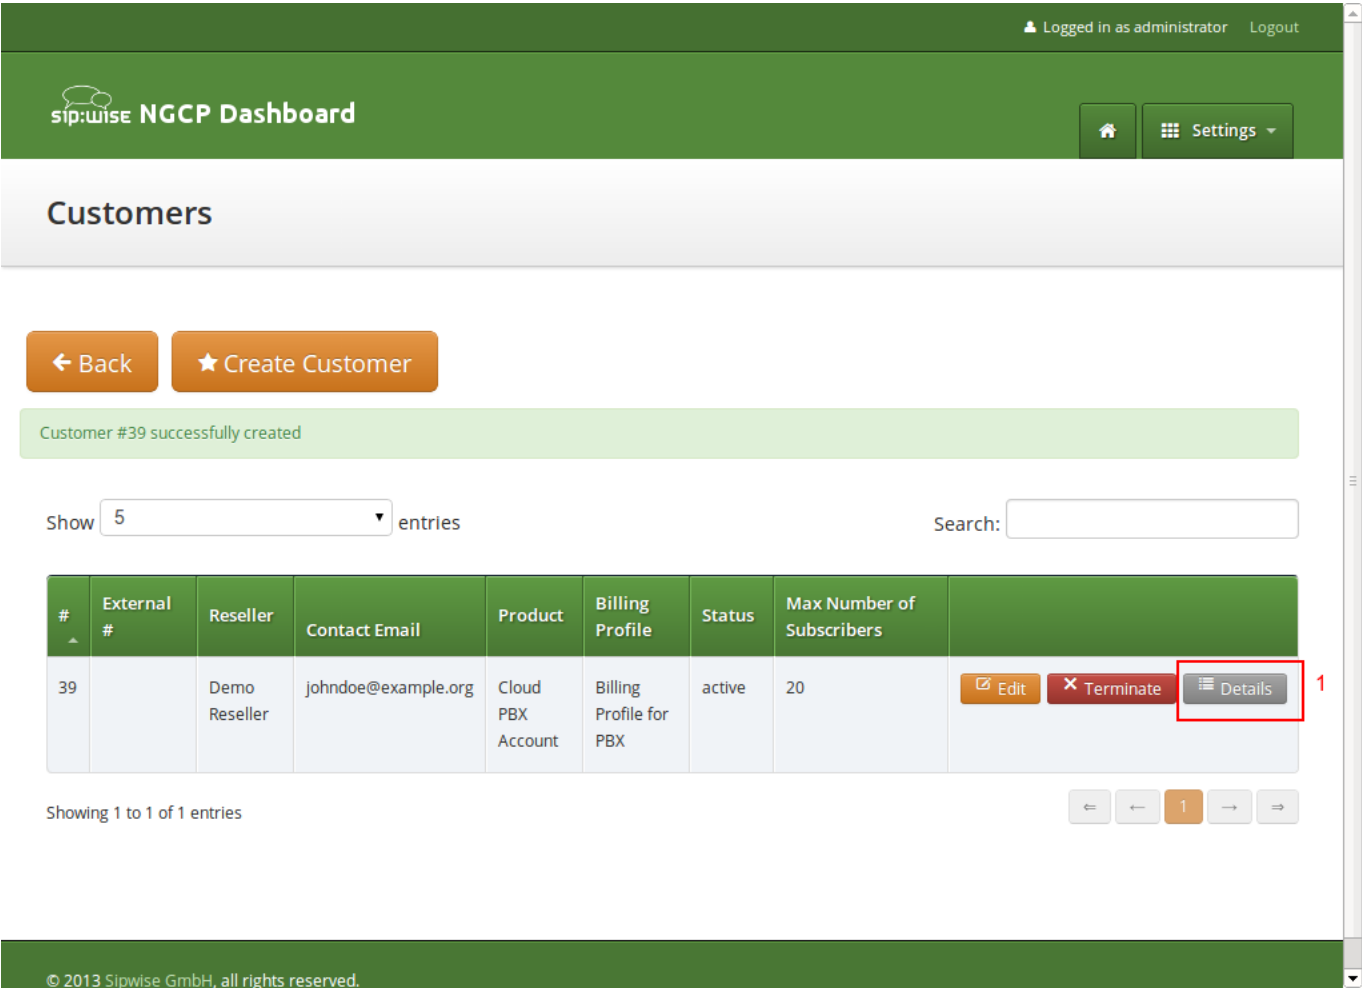 Logged in as administrator Logout
sip:wise NGCP Dashboard
Settings
Customers
Back
Create Customer
Customer #39 successfully created
Show 5 entries
Search:
# External # Reseller Contact Email Product Billing Profile Status Max Number of Subscribers
39 Demo Reseller johndoe@example.org Cloud PBX Account Billing Profile for PBX active 20 Edit Terminate Details 1
Showing 1 to 1 of 1 entries
⇐ ← 1 → ⇒
© 2013 Sipwise GmbH, all rights reserved.